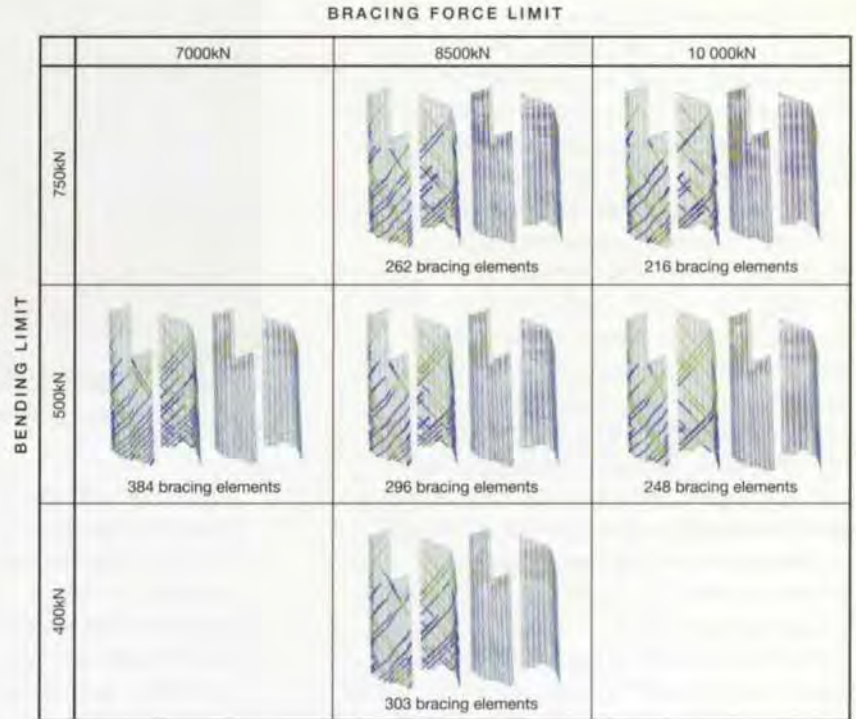 BRACING FORCE LIMIT
7000kN
8500kN
10 000kN
BENDING LIMIT
750kN
262 bracing elements
216 bracing elements
500kN
384 bracing elements
296 bracing elements
248 bracing elements
400kN
303 bracing elements